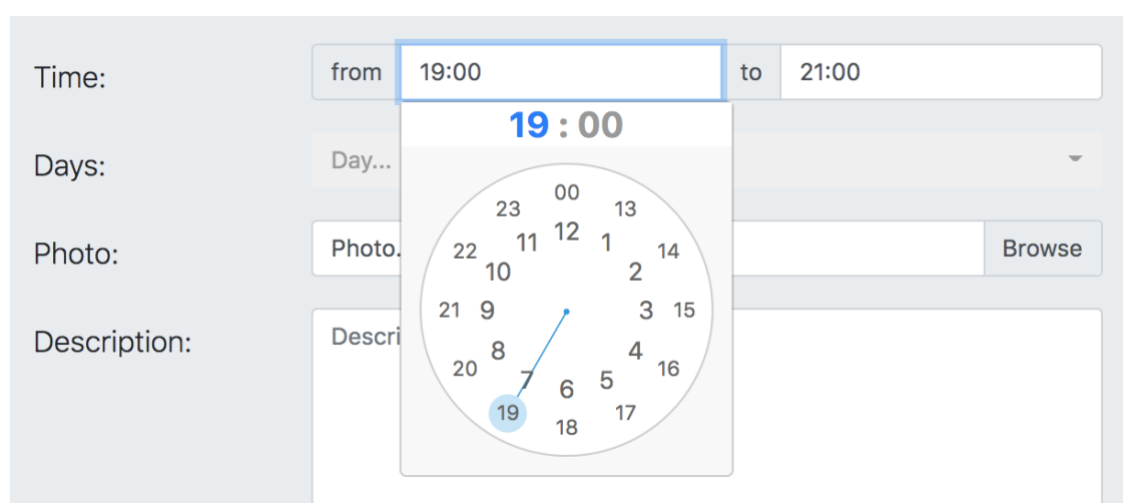 Time: from 19:00 to 21:00
19 : 00
Days: Day...
00
23 13
12
22 11 1 14
10 2
Photo: Photo. Browse
21 9 3 15
Description: Descri
8 4
20 7 5 16
6
19 17
18